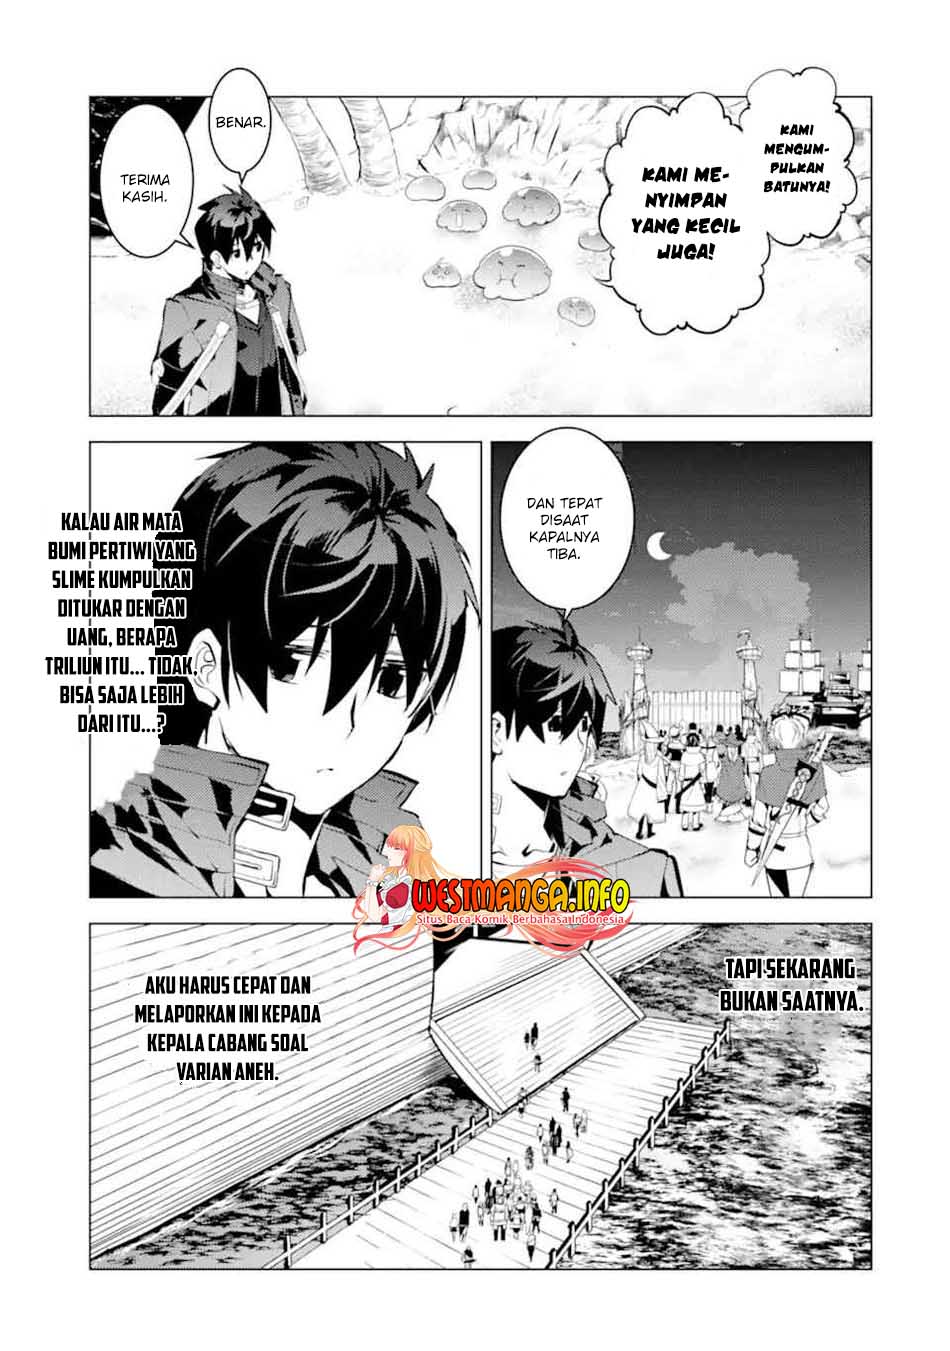 KAMI
MENGUM-
PULKAN
BATUNYA!
KAMI ME-
NYIMPAN
YANG KECIL
JUGA!
BENAR.
TERIMA
KASIH.
DAN TEPAT
DISAAT
KAPALNYA
TIBA.
KALAU AIR MATA
BUMI PERTIWI YANG
SLIME KUMPULKAN
DITUKAR DENGAN
UANG, BERAPA
TRILIUN ITU... TIDAK,
BISA SAJA LEBIH
DARI ITU...?
WESTMANGA.INFO
Situs Baca Komik Berbahasa Indonesia
TAPI SEKARANG
BUKAN SAATNYA.
AKU HARUS CEPAT DAN
MELAPORKAN INI KEPADA
KEPALA CABANG SOAL
VARIAN ANEH.